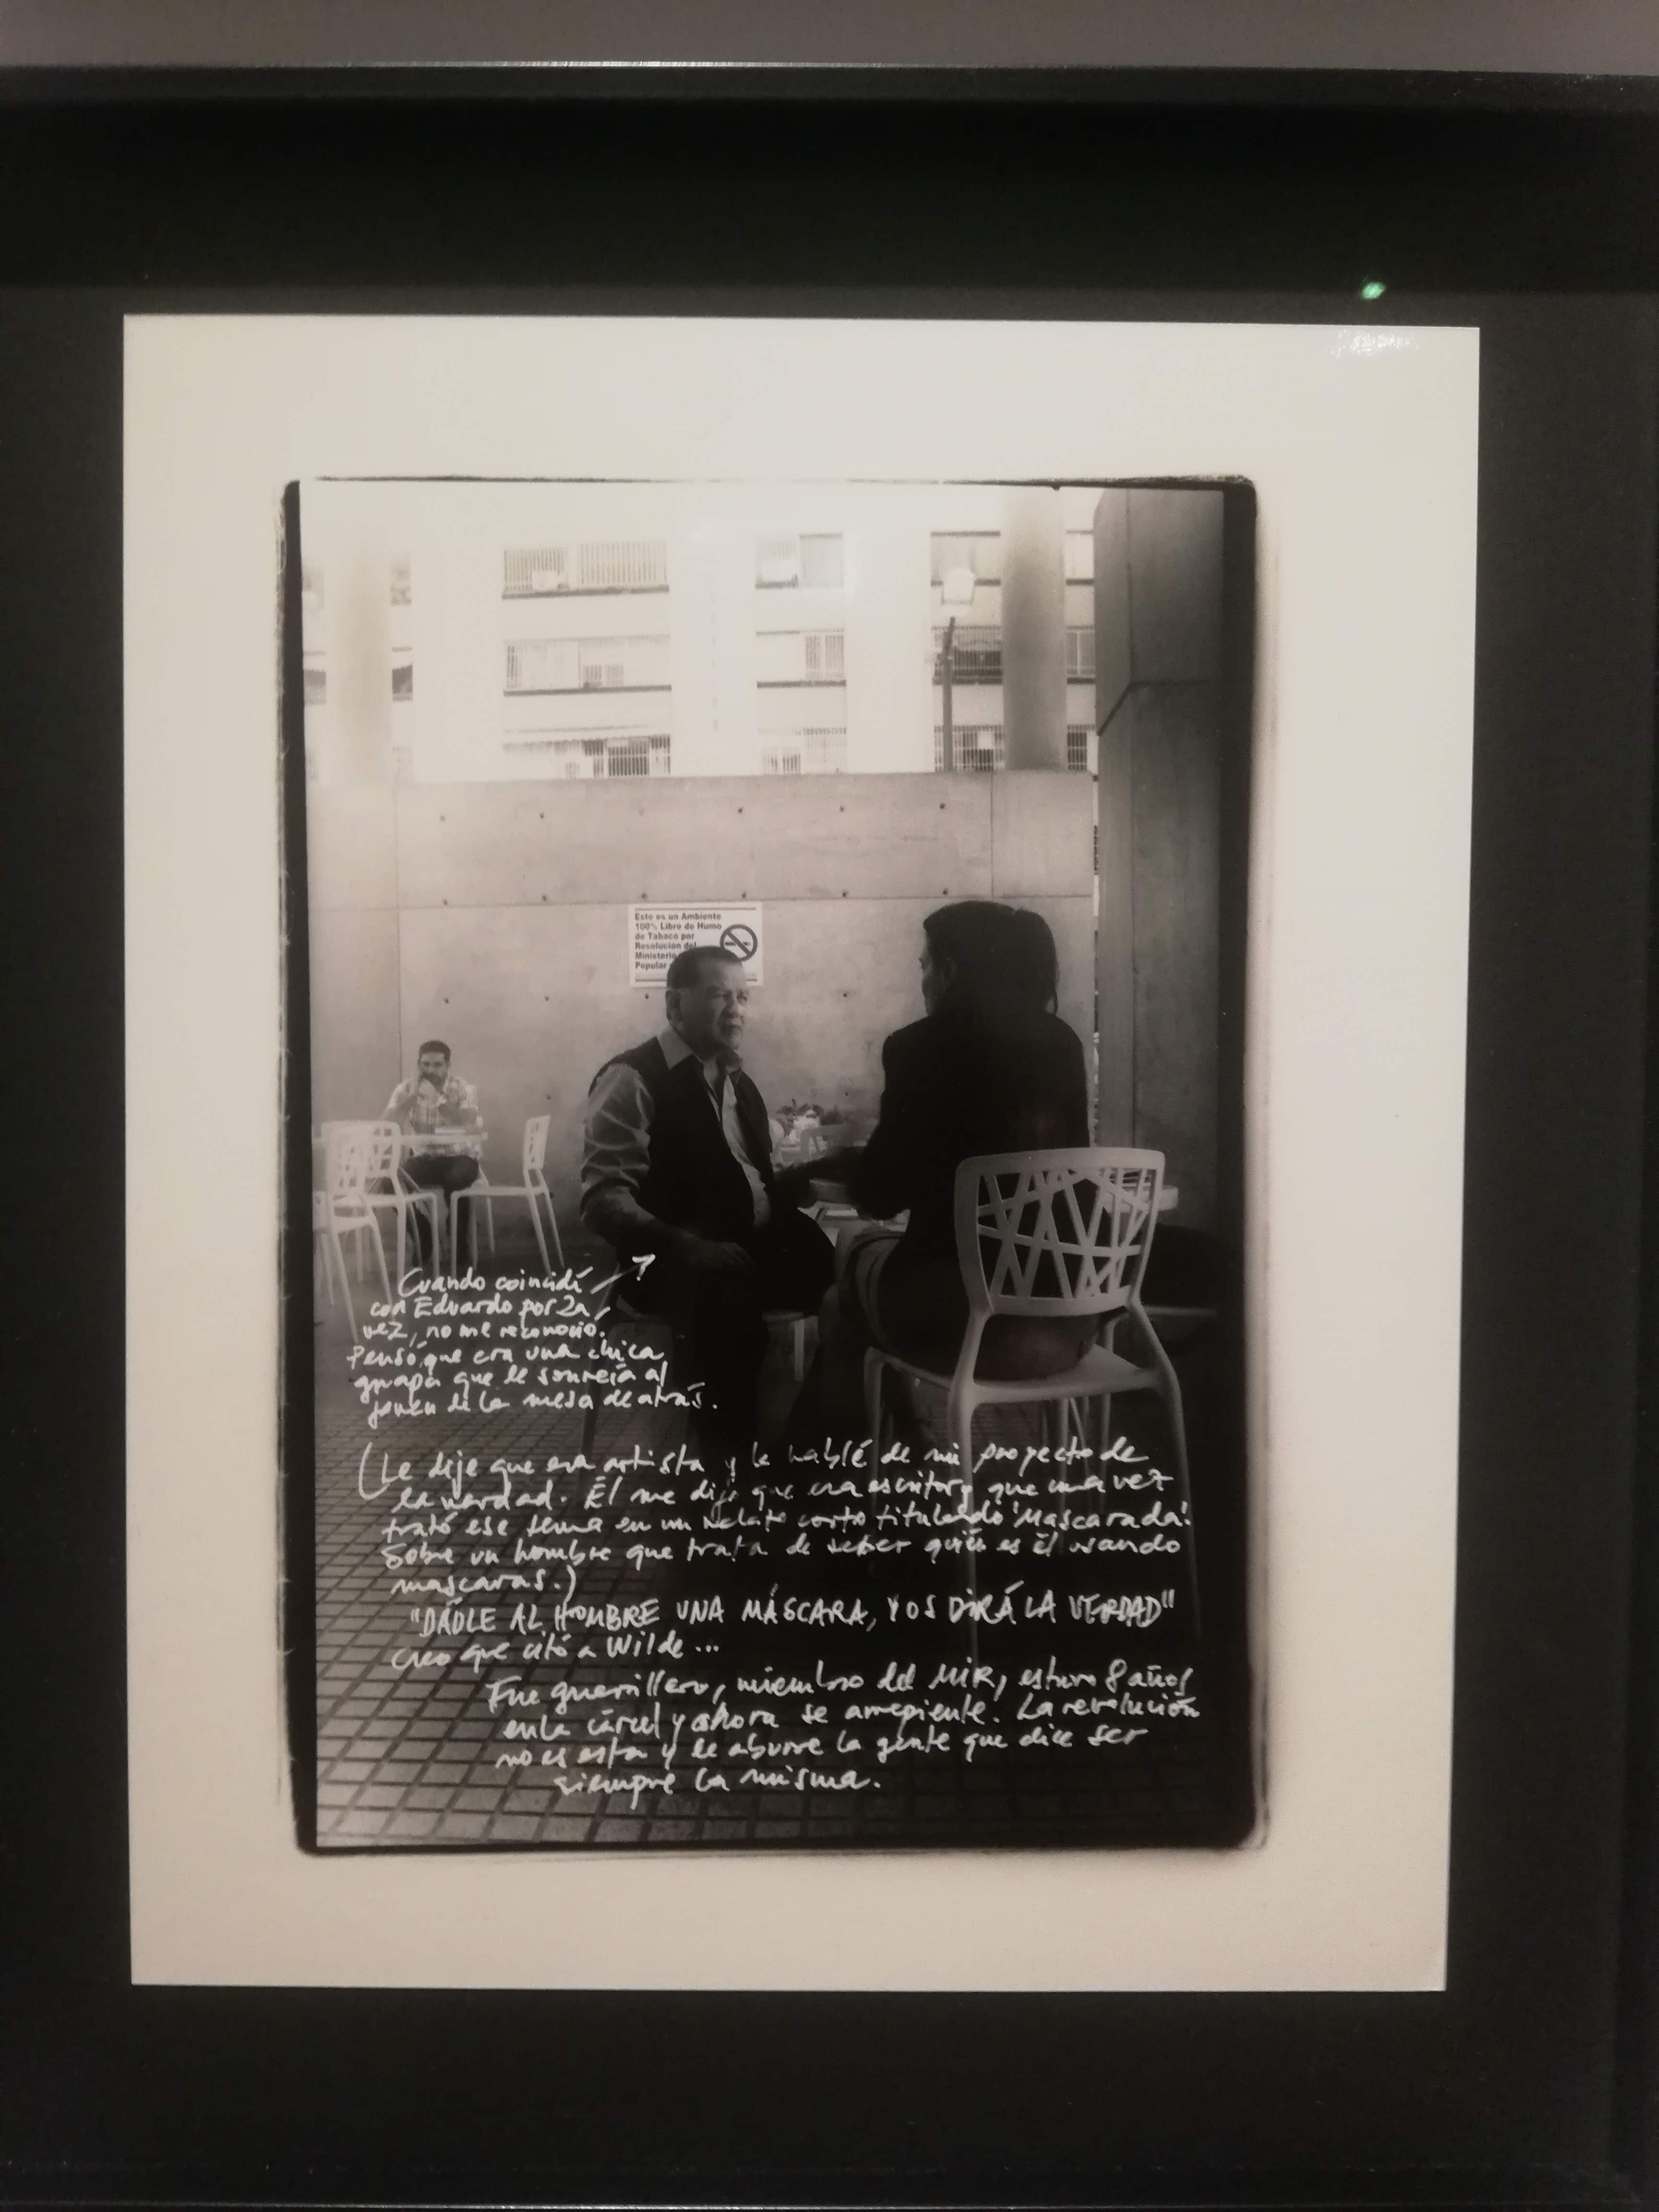 Este es un Ambiente
100% Libre de Humo
de Tabaco por
Resolución del
Ministerio
Popular
Cuando coincidí
con Eduardo por 2a
vez, no me reconoció.
Pensó que era una chica
guapa que le sonreía al
joven de la mesa de atrás.
(Le dije que era artista y le hablé de mi proyecto de
la verdad. Él me dijo que era escritor y que una vez
trató ese tema en un relato corto titulado 'Mascarada'.
Sobre un hombre que trata de saber quién es él usando
mascaras.)
"DÁDLE AL HOMBRE UNA MÁSCARA, Y OS DIRÁ LA VERDAD"
creo que citó a Wilde...
Fue guerrillero, miembro del MIR, estuvo 8 años
en la cárcel y ahora se arrepiente. La revolución
no es esta y le aburre la gente que dice ser
siempre la misma.